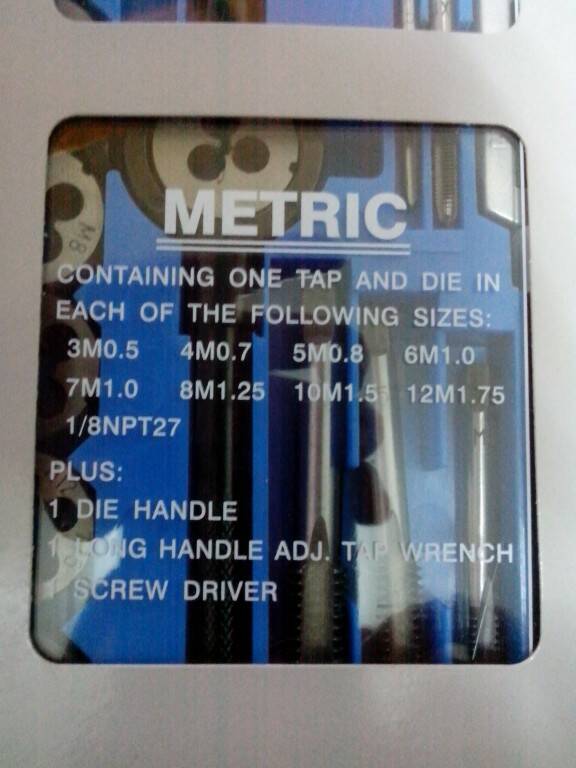 METRIC
CONTAINING ONE TAP AND DIE IN
EACH OF THE FOLLOWING SIZES:
3M0.5 4M0.7 5M0.8 6M1.0
7M1.0 8M1.25 10M1.5 12M1.75
1/8NPT27
PLUS:
1 DIE HANDLE
1 LONG HANDLE ADJ. TAP WRENCH
1 SCREW DRIVER
M8